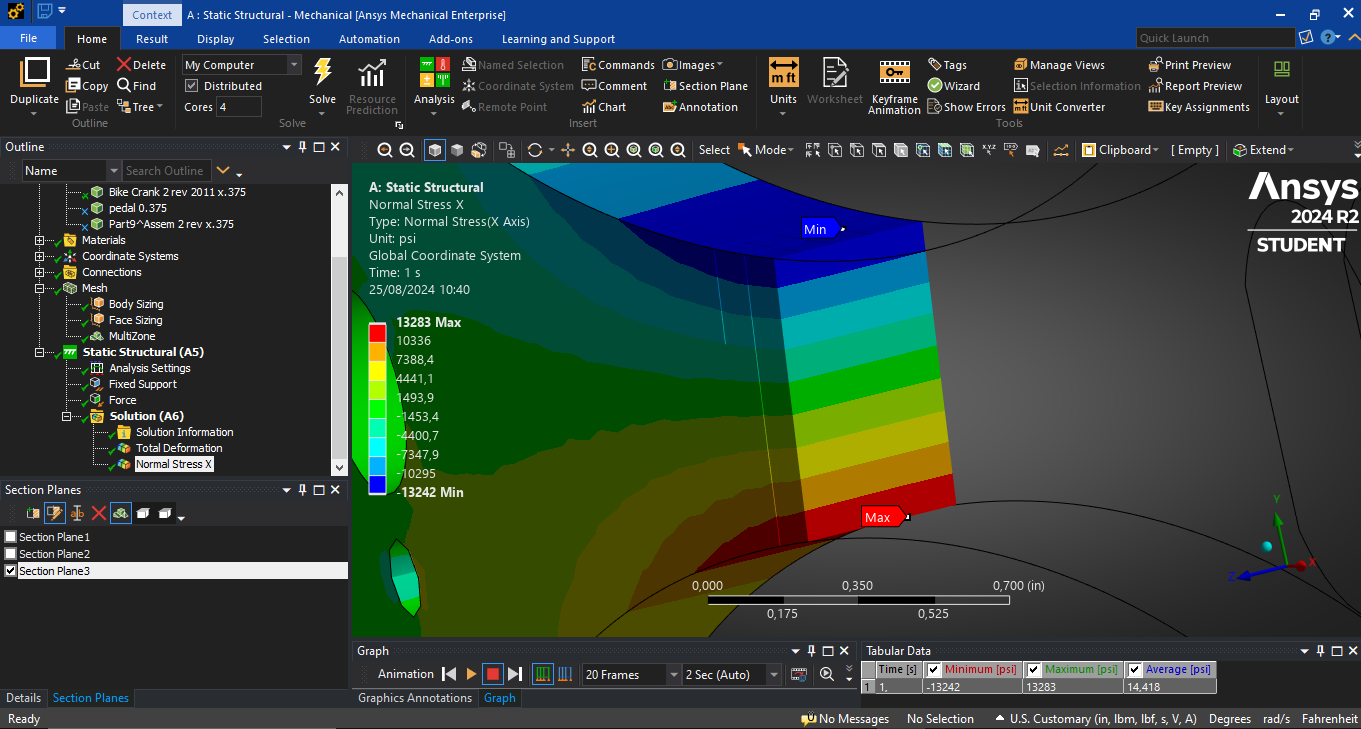 Context
A : Static Structural - Mechanical [Ansys Mechanical Enterprise]
File Home Result Display Selection Automation Add-ons Learning and Support
Quick Launch
Duplicate
Cut
Copy
Paste
Delete
Find
Tree
Outline
My Computer
Distributed
Cores 4
Solve
Resource
Prediction
Solve
Analysis
Named Selection
Coordinate System
Remote Point
Commands
Comment
Chart
Images
Section Plane
Annotation
Insert
m ft
Units
Worksheet
Keyframe
Animation
Tags
Wizard
Show Errors
Manage Views
Selection Information
m ft
Unit Converter
Print Preview
Report Preview
Key Assignments
Tools
Layout
Outline
Name
Search Outline
Select
Mode
Clipboard
[ Empty ]
Extend
Bike Crank 2 rev 2011 x.375
pedal 0.375
Part9^Assem 2 rev x.375
Materials
Coordinate Systems
Connections
Mesh
Body Sizing
Face Sizing
MultiZone
Static Structural (A5)
Analysis Settings
Fixed Support
Force
Solution (A6)
Solution Information
Total Deformation
Normal Stress X
Section Planes
Section Plane1
Section Plane2
Section Plane3
Details Section Planes
A: Static Structural
Normal Stress X
Type: Normal Stress(X Axis)
Unit: psi
Global Coordinate System
Time: 1 s
25/08/2024 10:40
13283 Max
10336
7388,4
4441,1
1493,9
-1453,4
-4400,7
-7347,9
-10295
-13242 Min
Min
Max
Ansys
2024 R2
STUDENT
Y
X
Z
0,000 0,350 0,700 (in)
0,175 0,525
Graph
Animation
20 Frames
2 Sec (Auto)
Graphics Annotations Graph
Tabular Data
Time [s] Minimum [psi] Maximum [psi] Average [psi]
1 1, -13242 13283 14,418
Ready
No Messages No Selection U.S. Customary (in, lbm, lbf, s, V, A) Degrees rad/s Fahrenheit